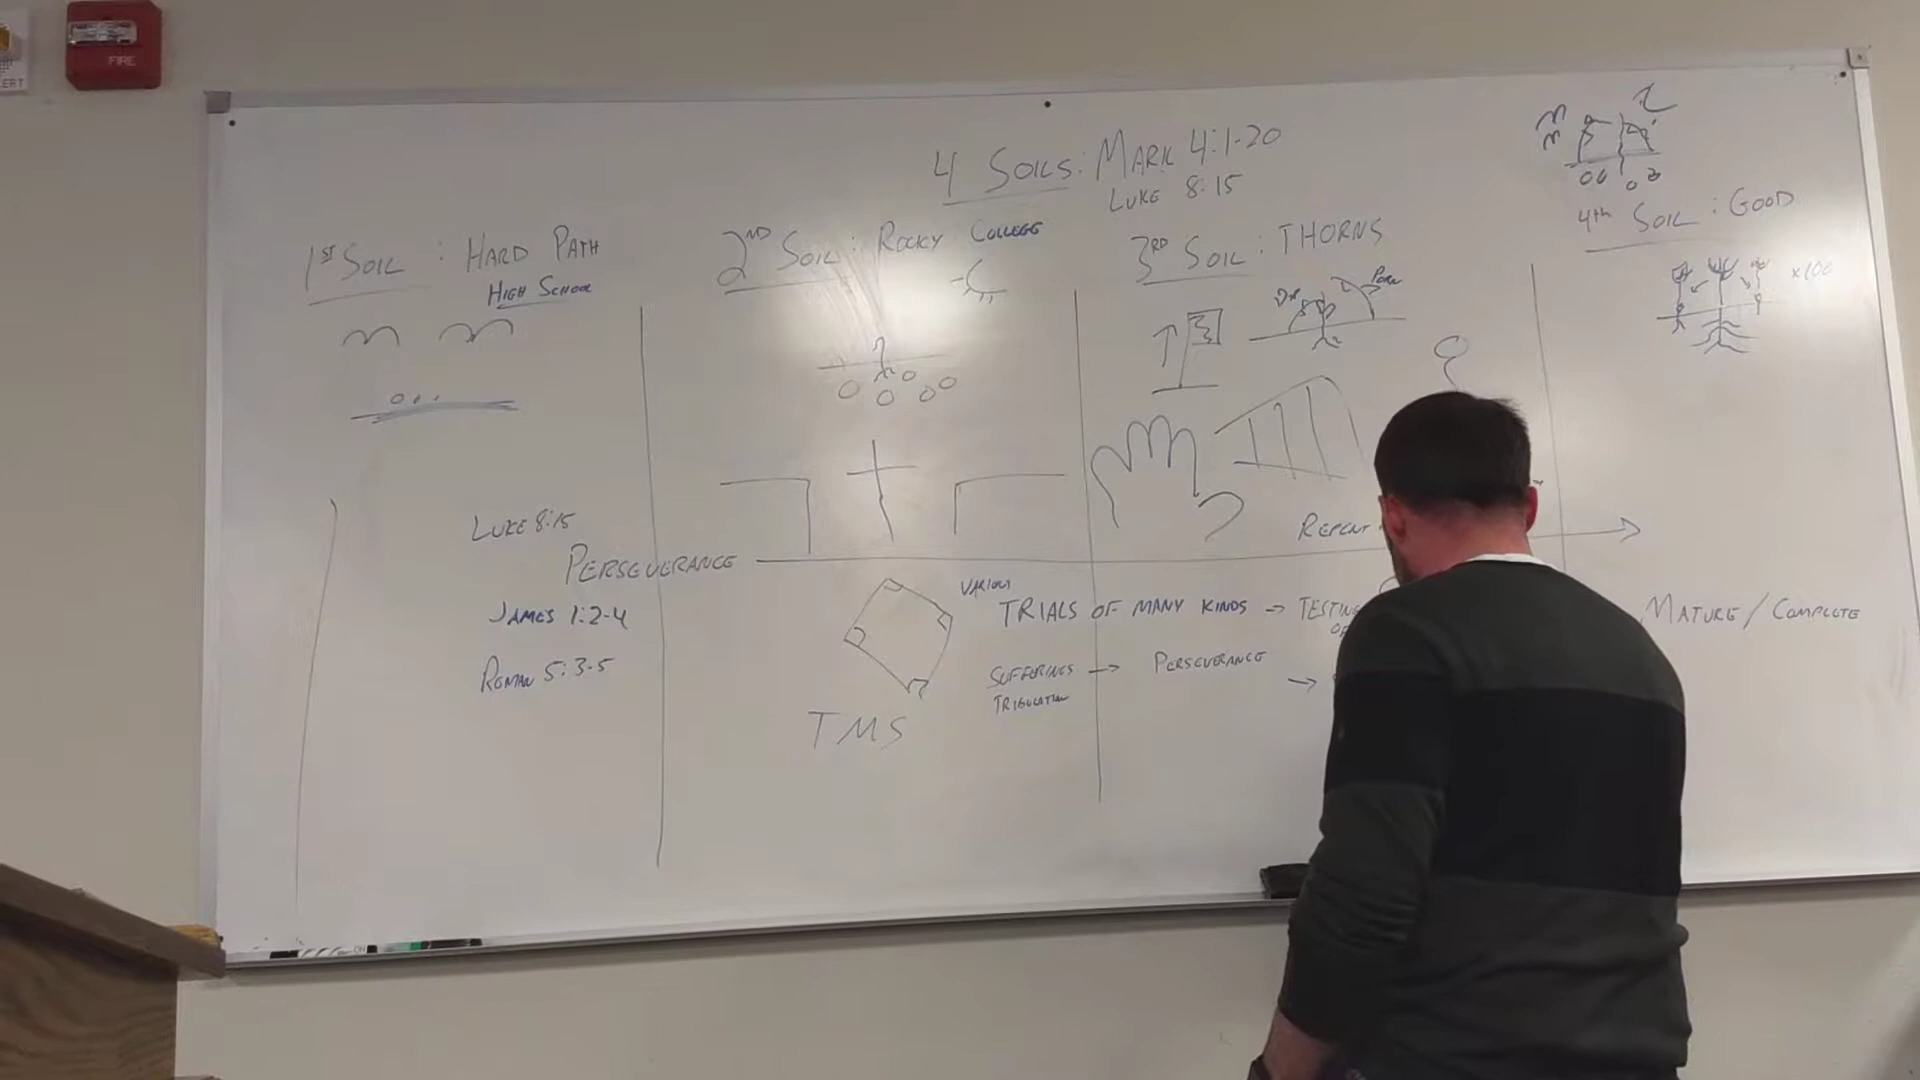 FIRE
4 SOILS: MARK 4:1-20
LUKE 8:15
1ST SOIL : HARD PATH
HIGH SCHOOL
2ND SOIL : ROCKY COLLEGE
3RD SOIL : THORNS
4th SOIL : GOOD
x100
LUKE 8:15
PERSEVERANCE
JAMES 1:2-4
ROMAN 5:3-5
TMS
VARIOUS
TRIALS OF MANY KINDS → TESTING
SUFFERINGS → PERSEVERANCE →
REPENT
MATURE / COMPLETE